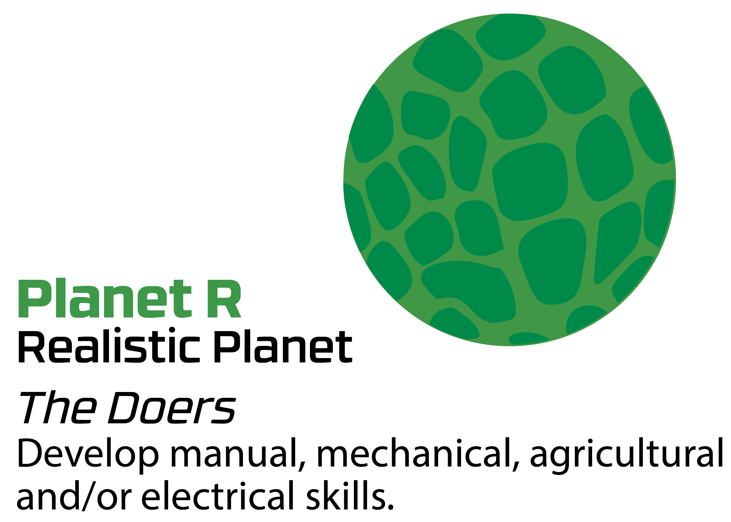 Planet R
Realistic Planet
The Doers
Develop manual, mechanical, agricultural
and/or electrical skills.